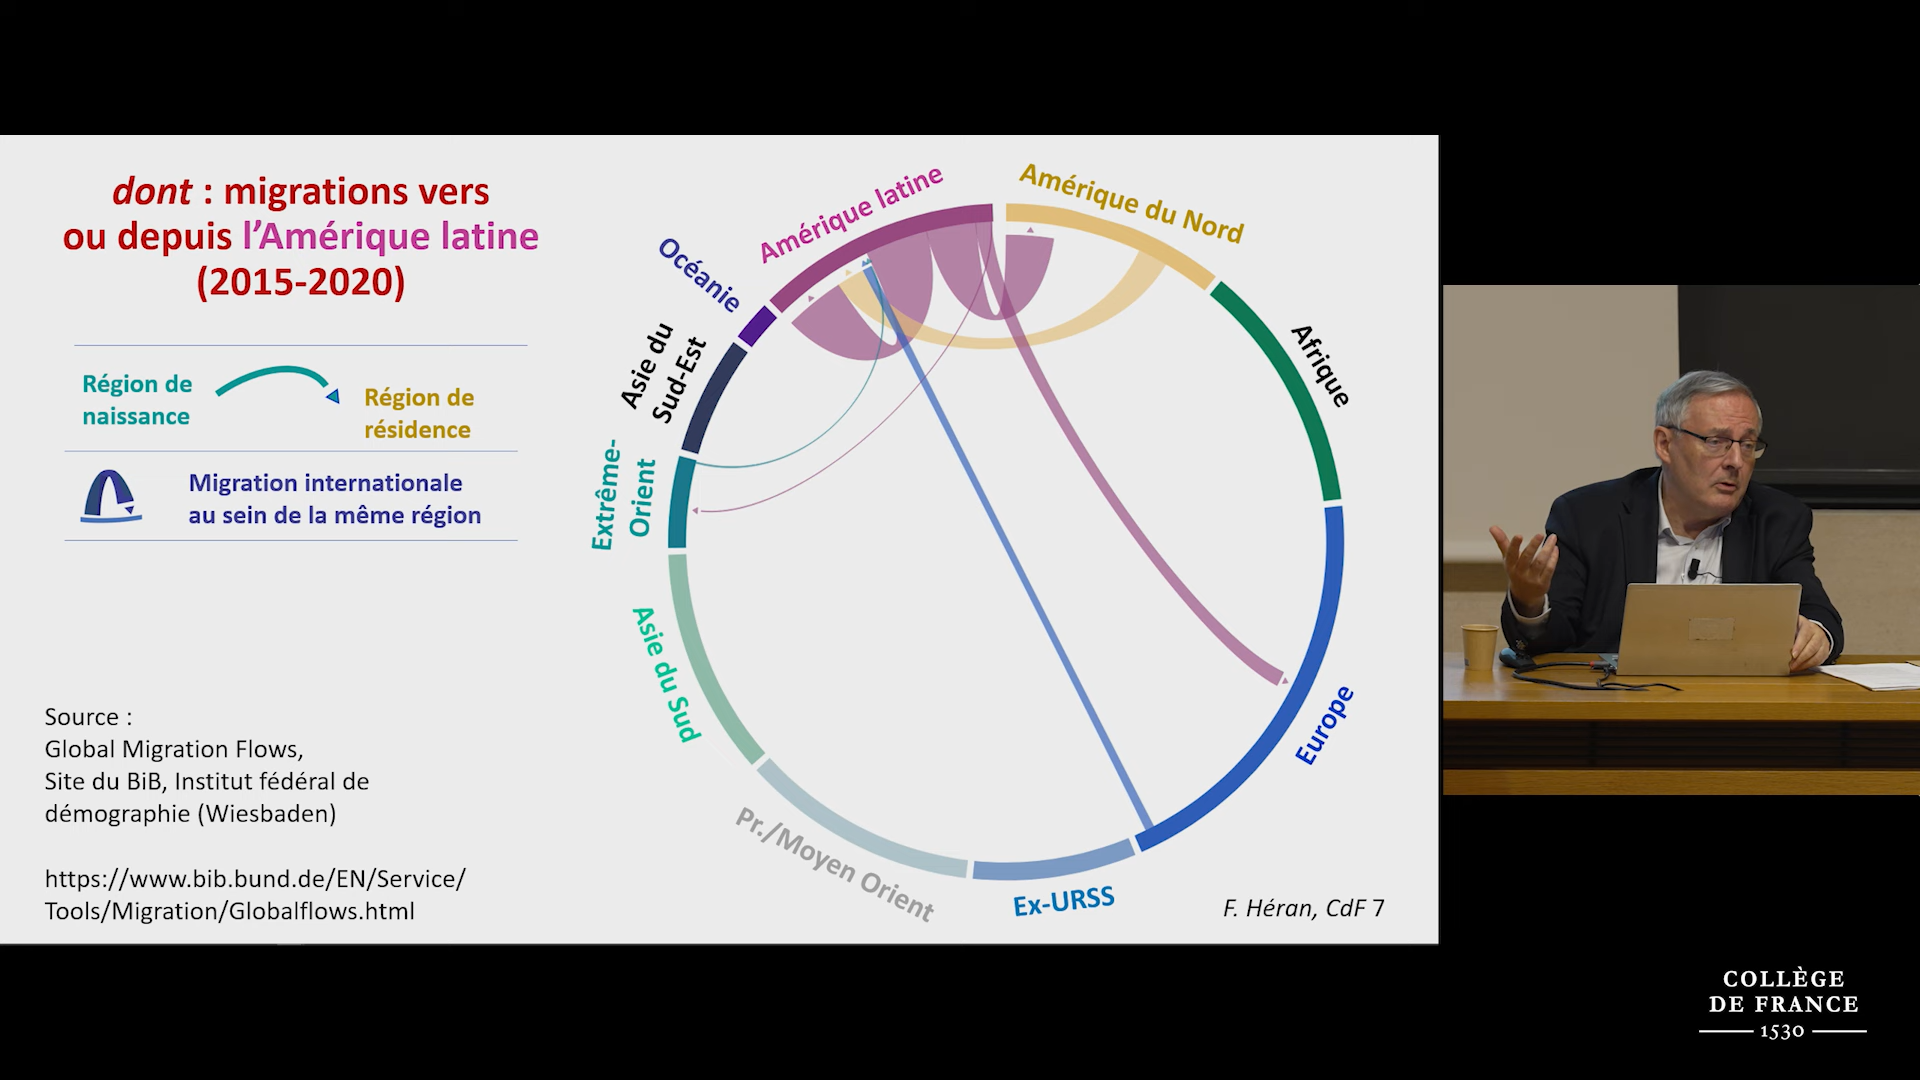 dont : migrations vers
ou depuis l'Amérique latine
(2015-2020)
Région de
naissance
Région de
résidence
Migration internationale
au sein de la même région
Source :
Global Migration Flows,
Site du BiB, Institut fédéral de
démographie (Wiesbaden)
https://www.bib.bund.de/EN/Service/
Tools/Migration/Globalflows.html
Amérique latine
Amérique du Nord
Océanie
Asie du
Sud-Est
Afrique
Extrême-
Orient
Asie du Sud
Europe
Pr./Moyen Orient
Ex-URSS
F. Héran, CdF 7
COLLÈGE
DE FRANCE
1530